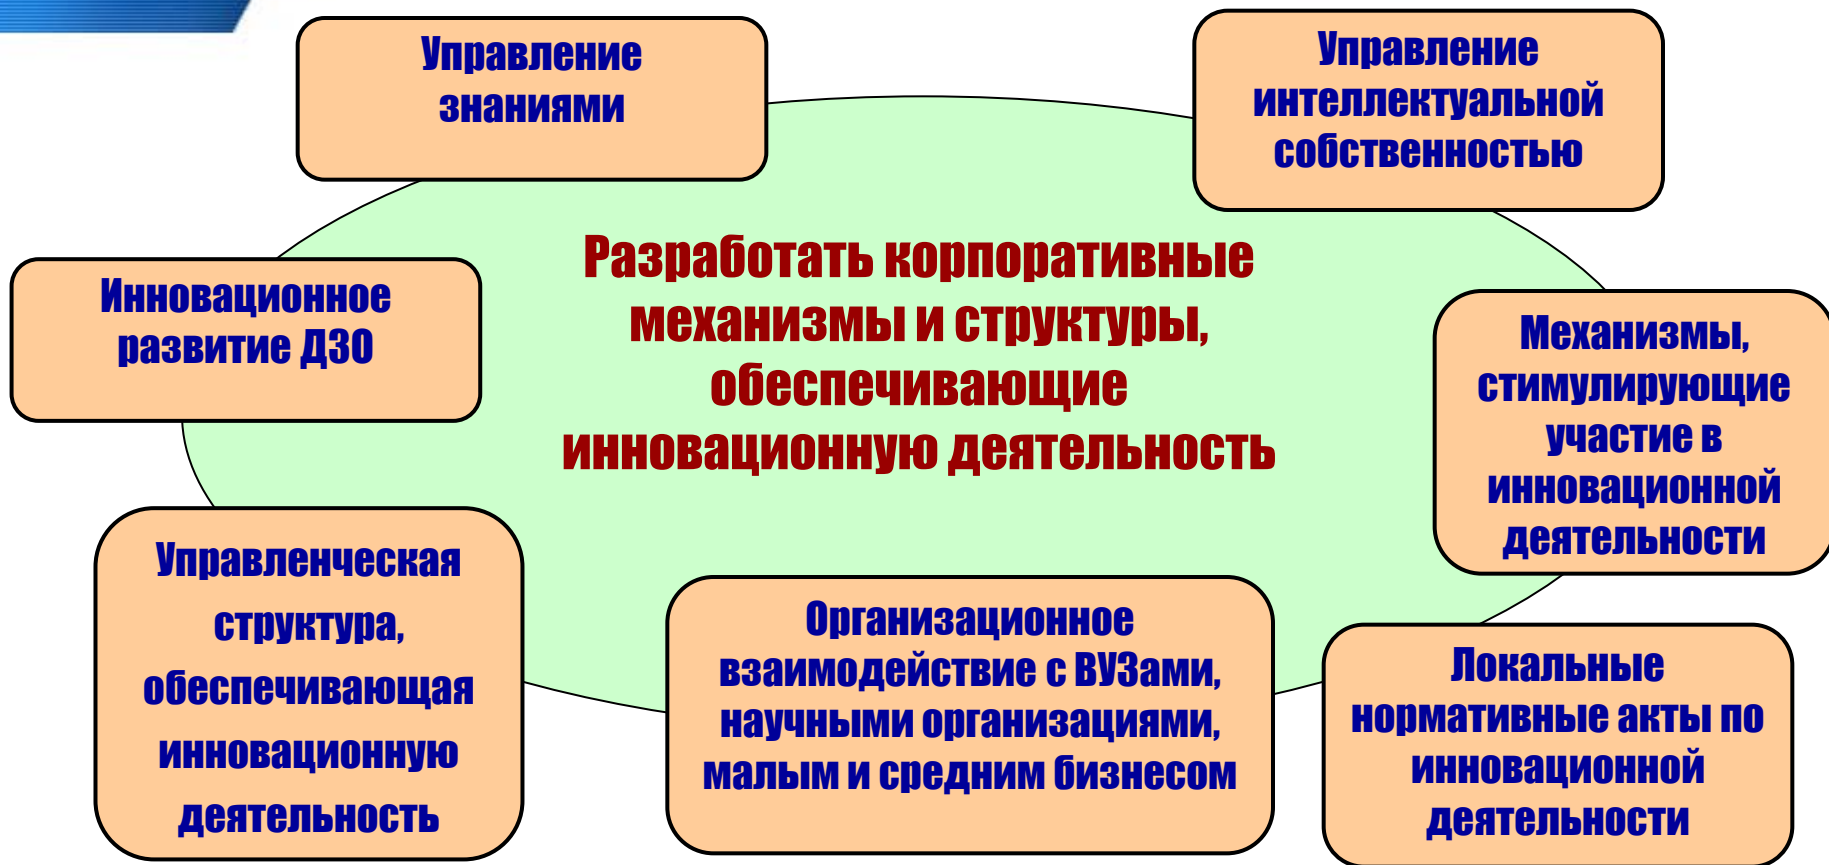 Управление
знаниями
Управление
интеллектуальной
собственностью
Разработать корпоративные
механизмы и структуры,
обеспечивающие
инновационную деятельность
Инновационное
развитие ДЗО
Механизмы,
стимулирующие
участие в
инновационной
деятельности
Управленческая
структура,
обеспечивающая
инновационную
деятельность
Организационное
взаимодействие с ВУЗами,
научными организациями,
малым и средним бизнесом
Локальные
нормативные акты по
инновационной
деятельности